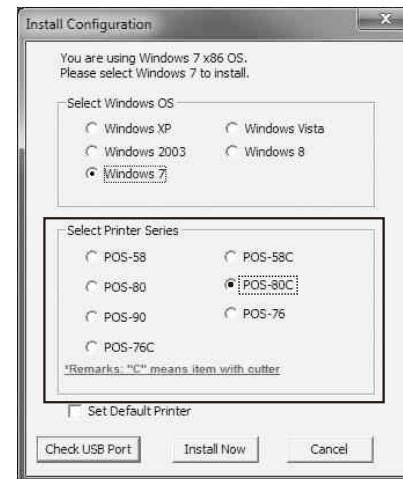 Install Configuration
You are using Windows 7 x86 OS.
Please select Windows 7 to install.
Select Windows OS
Windows XP Windows Vista
Windows 2003 Windows 8
Windows 7
Select Printer Series
POS-58 POS-58C
POS-80 POS-80C
POS-90 POS-76
POS-76C
*Remarks: "C" means item with cutter
Set Default Printer
Check USB Port Install Now Cancel